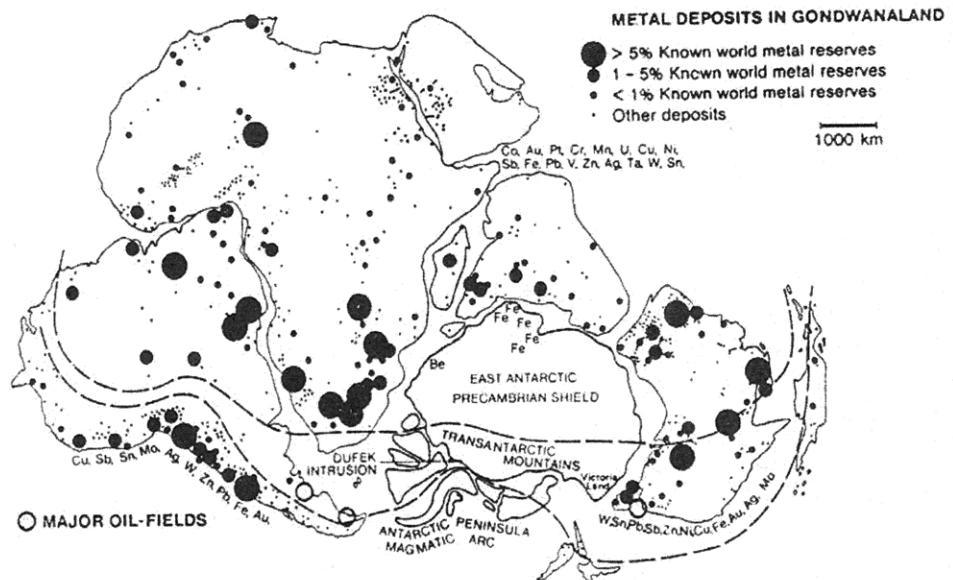 METAL DEPOSITS IN GONDWANALAND
> 5% Known world metal reserves
1 - 5% Known world metal reserves
< 1% Known world metal reserves
Other deposits
1000 km
Co, Au, Pt, Cr, Mn, U, Cu, Ni,
Sb, Fe, Pb, V, Zn, Ag, Ta, W, Sn,
Fe
Fe
Fe
Fe
Fe
Be
EAST ANTARCTIC
PRECAMBRIAN SHIELD
TRANSANTARCTIC
MOUNTAINS
DUFEK
INTRUSION
Victoria
Land
Cu, Sb, Sn, Mo, Ag, W, Zn, Pb, Fe, Au,
MAJOR OIL-FIELDS
ANTARCTIC PENINSULA
MAGMATIC ARC
W,Sn,Pb,Sb,Zn,Ni,Cu,Fe,Au,Ag,Mo